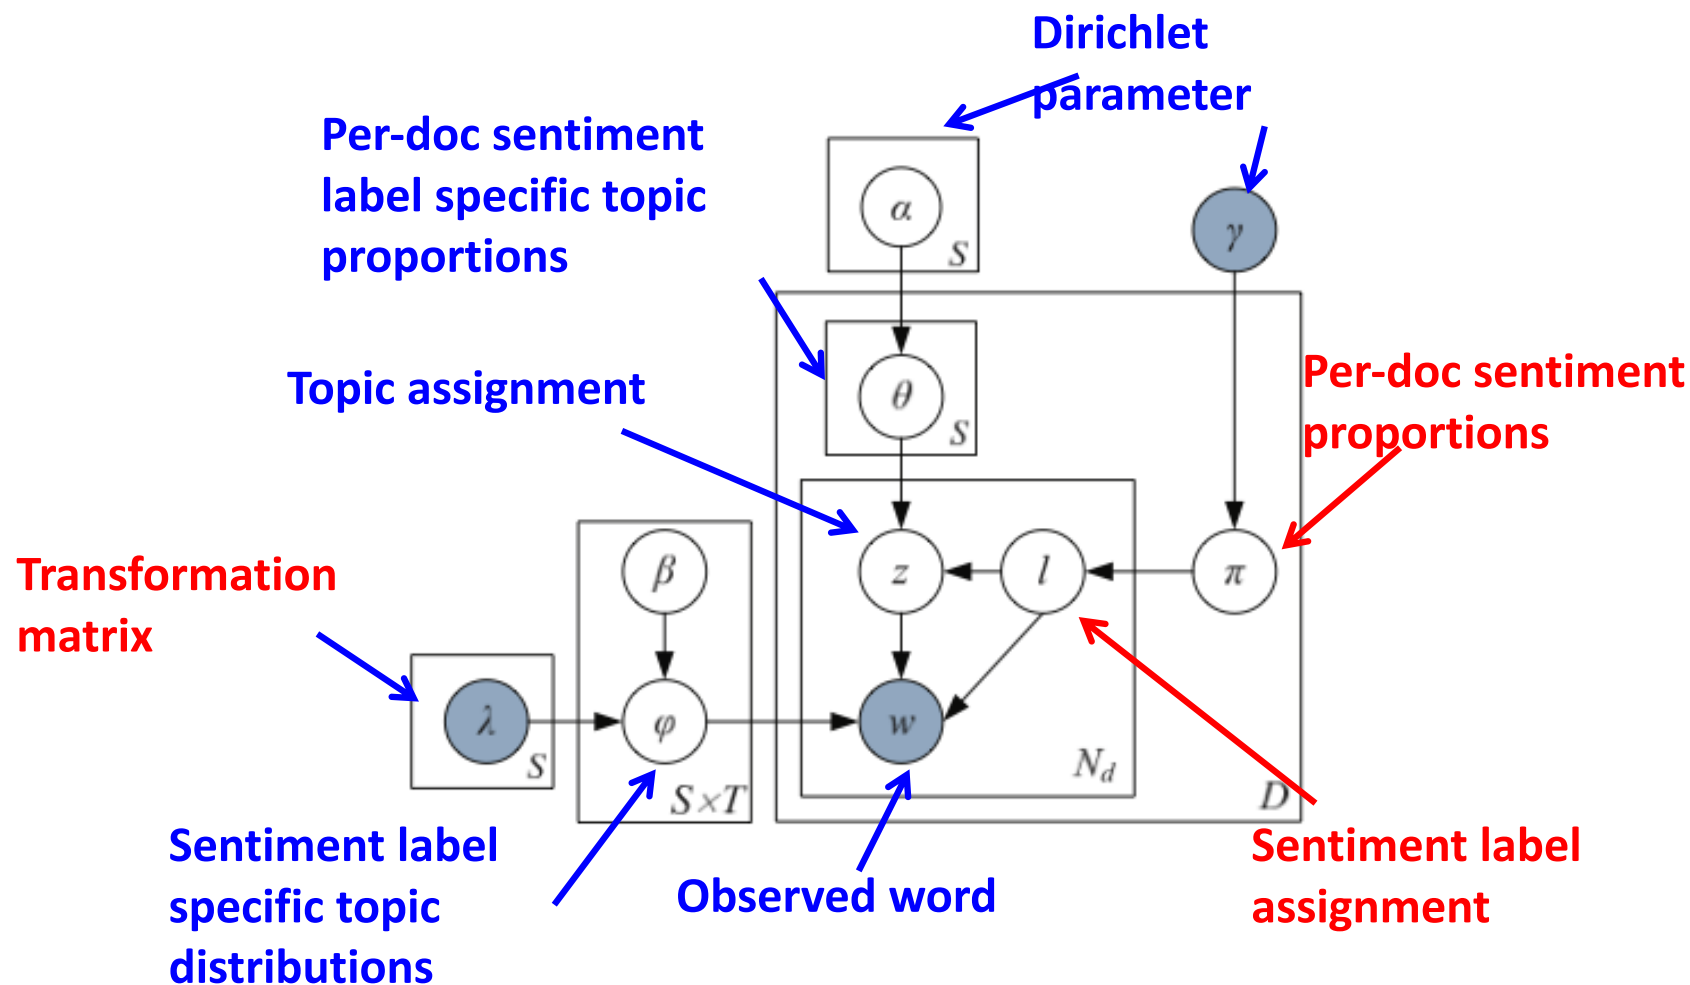 Dirichlet
parameter
Per-doc sentiment
label specific topic
proportions
α
S
γ
θ
S
Topic assignment
Per-doc sentiment
proportions
β
z
l
π
Transformation
matrix
λ
S
φ
S×T
w
N_d
D
Sentiment label
specific topic
distributions
Observed word
Sentiment label
assignment